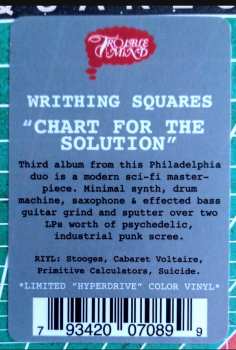 TROUBLE
IN MIND
WRITHING SQUARES
"CHART FOR THE
SOLUTION"
Third album from this Philadelphia
duo is a modern sci-fi master-
piece. Minimal synth, drum
machine, saxophone & effected bass
guitar grind and sputter over two
LPs worth of psychedelic,
industrial punk scree.
RIYL: Stooges, Cabaret Voltaire,
Primitive Calculators, Suicide.
*LIMITED "HYPERDRIVE" COLOR VINYL*
7 93420 07089 9